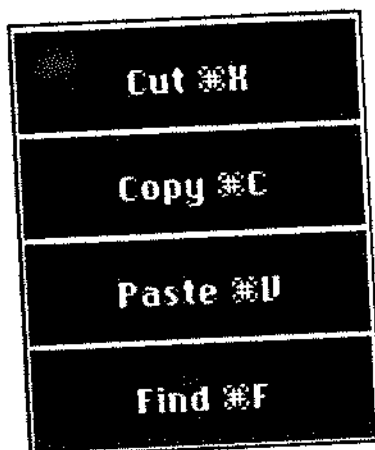 Cut ⌘X
Copy ⌘C
Paste ⌘V
Find ⌘F